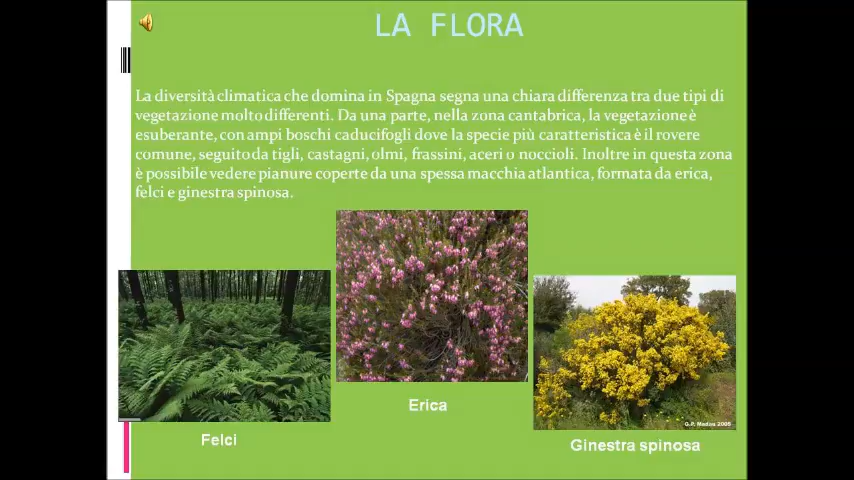 LA FLORA
La diversità climatica che domina in Spagna segna una chiara differenza tra due tipi di
vegetazione molto differenti. Da una parte, nella zona cantabrica, la vegetazione è
esuberante, con ampi boschi caducifogli dove la specie più caratteristica è il rovere
comune, seguito da tigli, castagni, olmi, frassini, aceri o noccioli. Inoltre in questa zona
è possibile vedere pianure coperte da una spessa macchia atlantica, formata da erica,
felci e ginestra spinosa.
Erica
Felci
Ginestra spinosa
G.P. Madau 2005